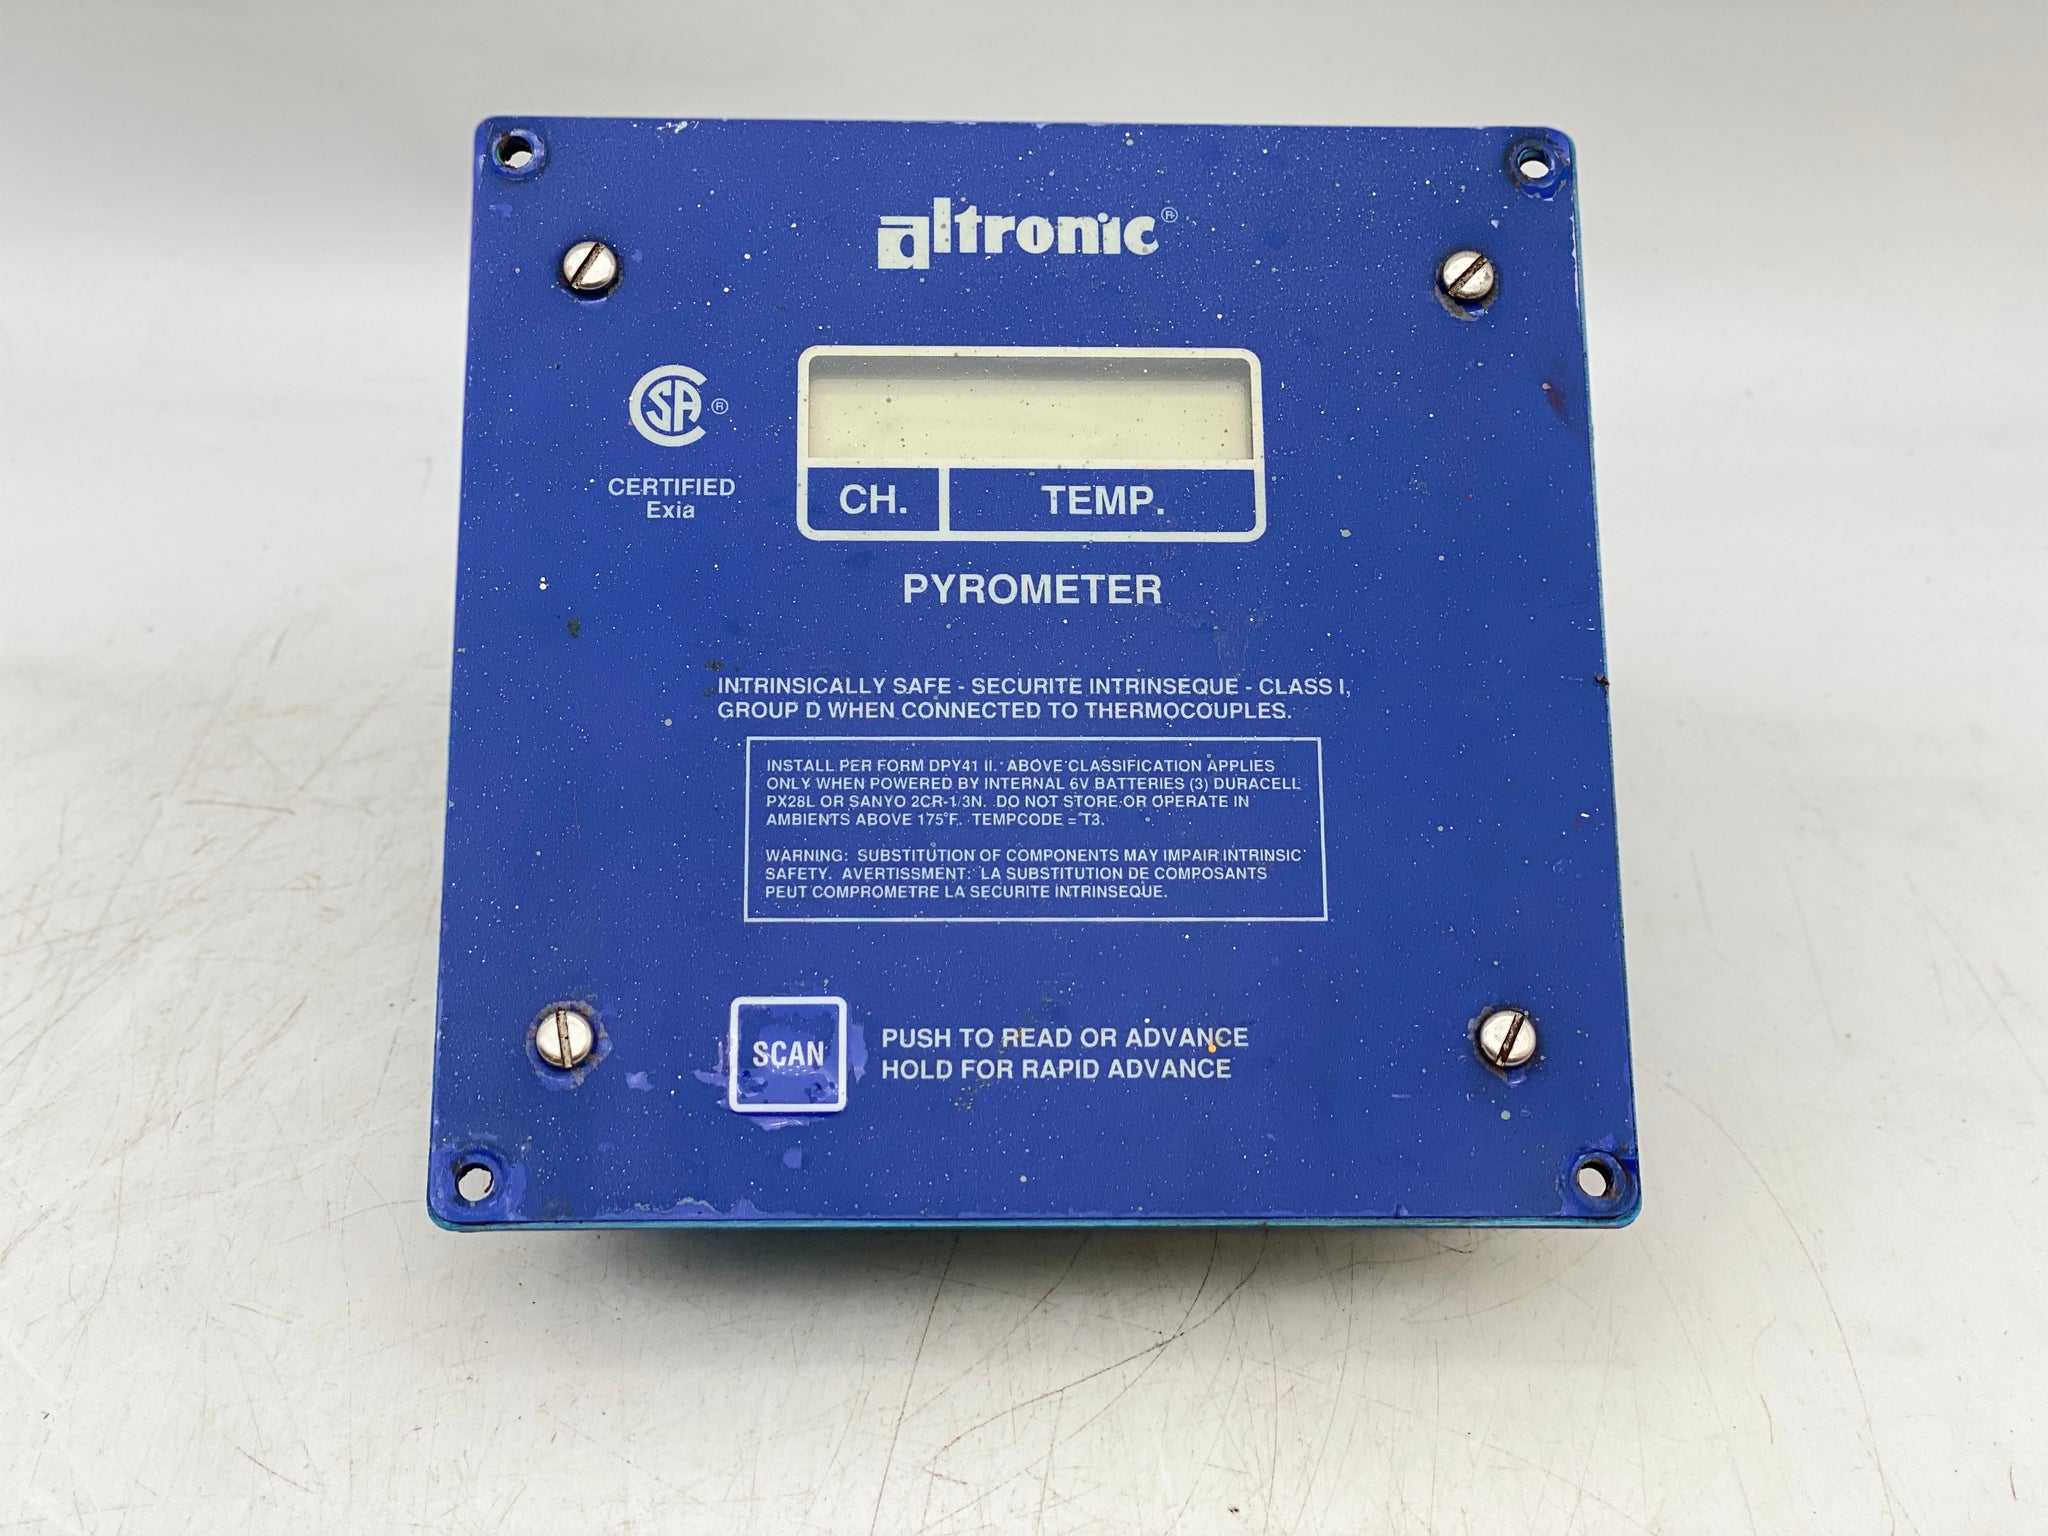 altronic®
CSA®
CERTIFIED
Exia
CH. TEMP.
PYROMETER
INTRINSICALLY SAFE - SECURITE INTRINSEQUE - CLASS I,
GROUP D WHEN CONNECTED TO THERMOCOUPLES.
INSTALL PER FORM DPY41 II. ABOVE CLASSIFICATION APPLIES
ONLY WHEN POWERED BY INTERNAL 6V BATTERIES (3) DURACELL
PX28L OR SANYO 2CR-1/3N. DO NOT STORE OR OPERATE IN
AMBIENTS ABOVE 175°F. TEMPCODE = T3.
WARNING: SUBSTITUTION OF COMPONENTS MAY IMPAIR INTRINSIC
SAFETY. AVERTISSMENT: LA SUBSTITUTION DE COMPOSANTS
PEUT COMPROMETRE LA SECURITE INTRINSEQUE.
SCAN
PUSH TO READ OR ADVANCE
HOLD FOR RAPID ADVANCE